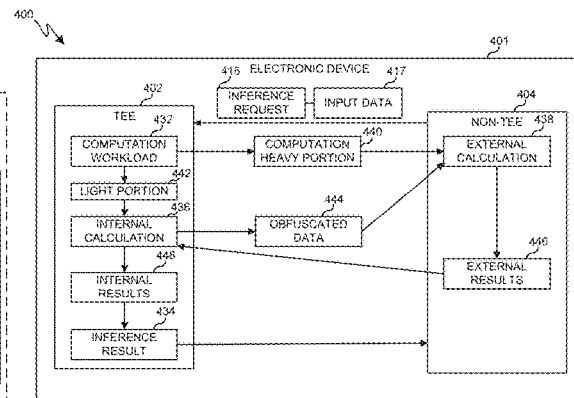 400
401
ELECTRONIC DEVICE
416
417
INFERENCE REQUEST
INPUT DATA
402
TEE
404
NON-TEE
432
COMPUTATION WORKLOAD
440
COMPUTATION HEAVY PORTION
438
EXTERNAL CALCULATION
442
LIGHT PORTION
436
INTERNAL CALCULATION
444
OBFUSCATED DATA
448
INTERNAL RESULTS
446
EXTERNAL RESULTS
434
INFERENCE RESULT